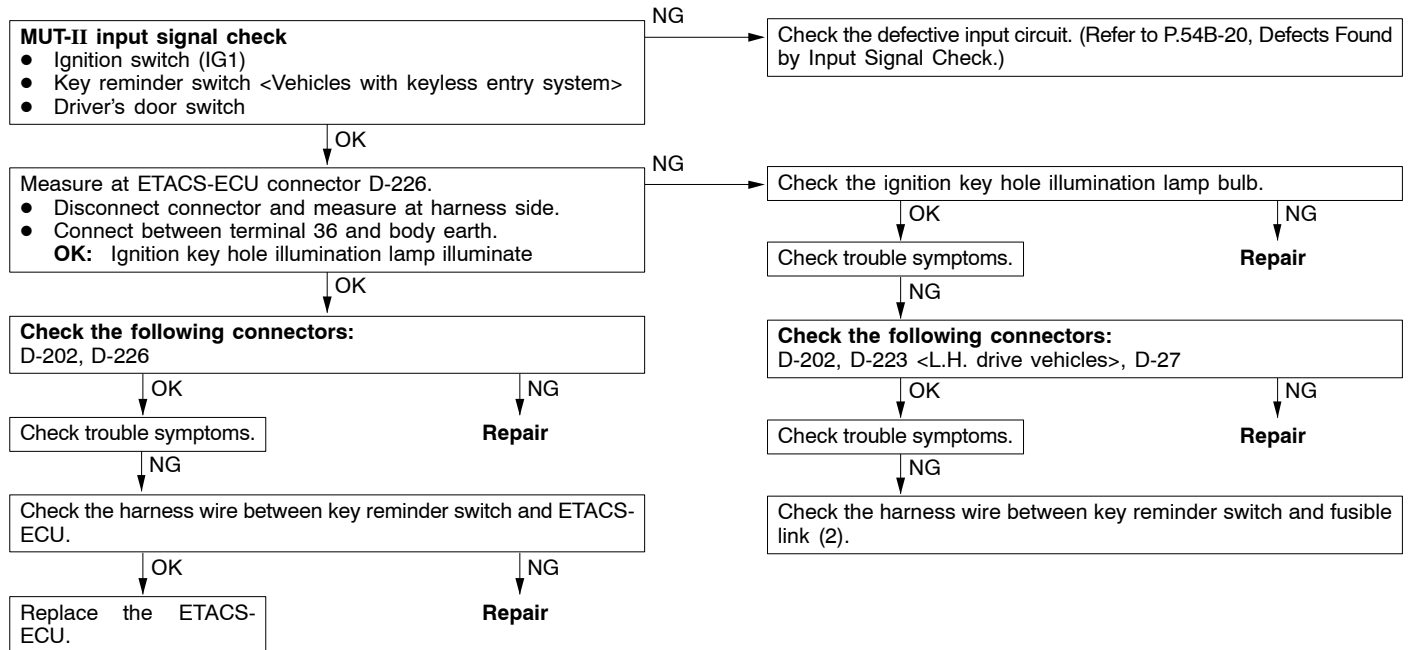 MUT-II input signal check
● Ignition switch (IG1)
● Key reminder switch <Vehicles with keyless entry system>
● Driver's door switch
NG
Check the defective input circuit. (Refer to P.54B-20, Defects Found
by Input Signal Check.)
OK
Measure at ETACS-ECU connector D-226.
● Disconnect connector and measure at harness side.
● Connect between terminal 36 and body earth.
OK: Ignition key hole illumination lamp illuminate
NG
Check the ignition key hole illumination lamp bulb.
OK
NG
Check trouble symptoms.
Repair
OK
NG
Check the following connectors:
D-202, D-226
Check the following connectors:
D-202, D-223 <L.H. drive vehicles>, D-27
OK
NG
OK
NG
Check trouble symptoms.
Repair
Check trouble symptoms.
Repair
NG
NG
Check the harness wire between key reminder switch and ETACS-
ECU.
Check the harness wire between key reminder switch and fusible
link (2).
OK
NG
Replace the ETACS-
ECU.
Repair